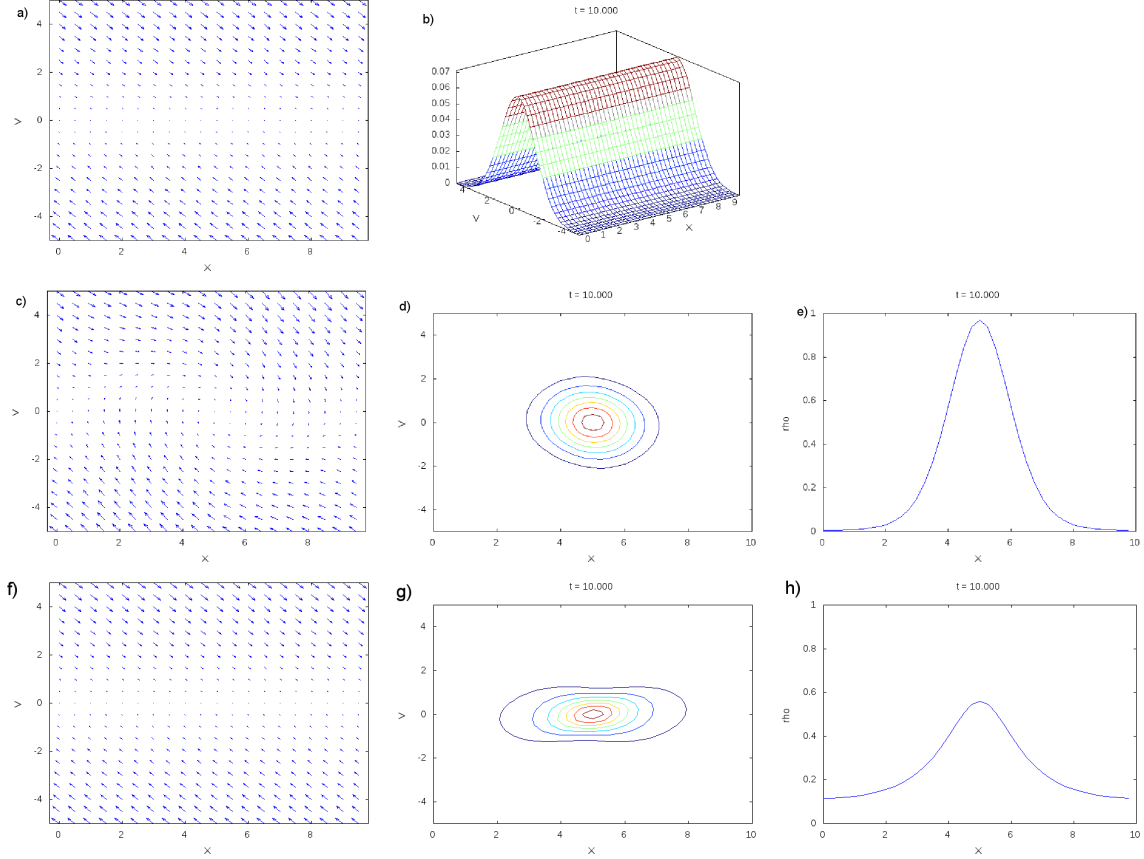 a)
4
2
0
-2
-4
V
0 2 4 6 8
X
b)
t = 10.000
0.07
0.06
0.05
0.04
0.03
0.02
0.01
0
4 2 0 -2 -4
V
0 1 2 3 4 5 6 7 8 9
X
c)
4
2
0
-2
-4
V
0 2 4 6 8
X
d)
t = 10.000
4
2
0
-2
-4
V
0 2 4 6 8 10
X
e)
t = 10.000
1
0.8
0.6
0.4
0.2
0
rho
0 2 4 6 8 10
X
f)
4
2
0
-2
-4
V
0 2 4 6 8
X
g)
t = 10.000
4
2
0
-2
-4
V
0 2 4 6 8 10
X
h)
t = 10.000
1
0.8
0.6
0.4
0.2
0
rho
0 2 4 6 8 10
X